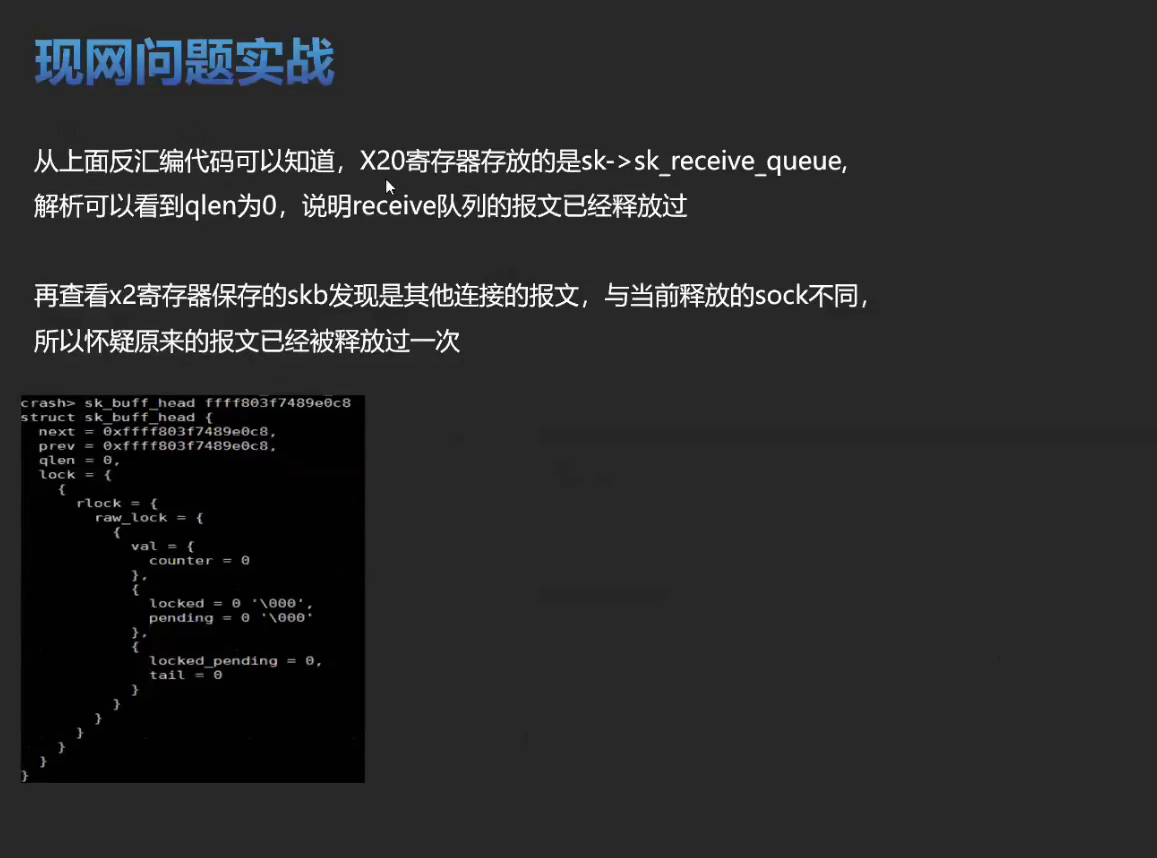 现网问题实战
从上面反汇编代码可以知道，X20寄存器存放的是sk->sk_receive_queue,
解析可以看到qlen为0，说明receive队列的报文已经释放过
再查看x2寄存器保存的skb发现是其他连接的报文，与当前释放的sock不同，
所以怀疑原来的报文已经被释放过一次
crash> sk_buff_head ffff803f7489e0c8
struct sk_buff_head {
next = 0xffff803f7489e0c8,
prev = 0xffff803f7489e0c8,
qlen = 0,
lock = {
{
rlock = {
raw_lock = {
{
val = {
counter = 0
},
{
locked = 0 '\000',
pending = 0 '\000'
},
{
locked_pending = 0,
tail = 0
}
}
}
}
}
}
}